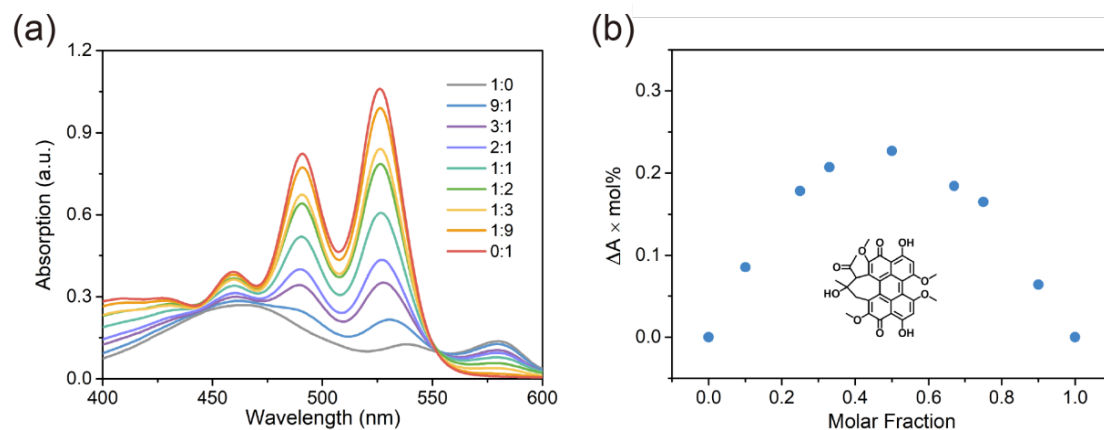 (a)
Absorption (a.u.)
1.2
0.9
0.6
0.3
0.0
400
450
500
550
600
Wavelength (nm)
1:0
9:1
3:1
2:1
1:1
1:2
1:3
1:9
0:1
(b)
ΔA × mol%
0.3
0.2
0.1
0.0
0.0
0.2
0.4
0.6
0.8
1.0
Molar Fraction
O
O
OH
O
O
HO
O
O
O
OH